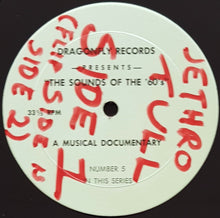 DRAGONFLY RECORDS
—PRESENTS—
"THE SOUNDS OF THE '60's"
33⅓ RPM
A MUSICAL DOCUMENTARY
NUMBER 5
IN THIS SERIES
JETHRO
TULL
SIDE 1
(FLIP SIDE IS
SIDE 2)